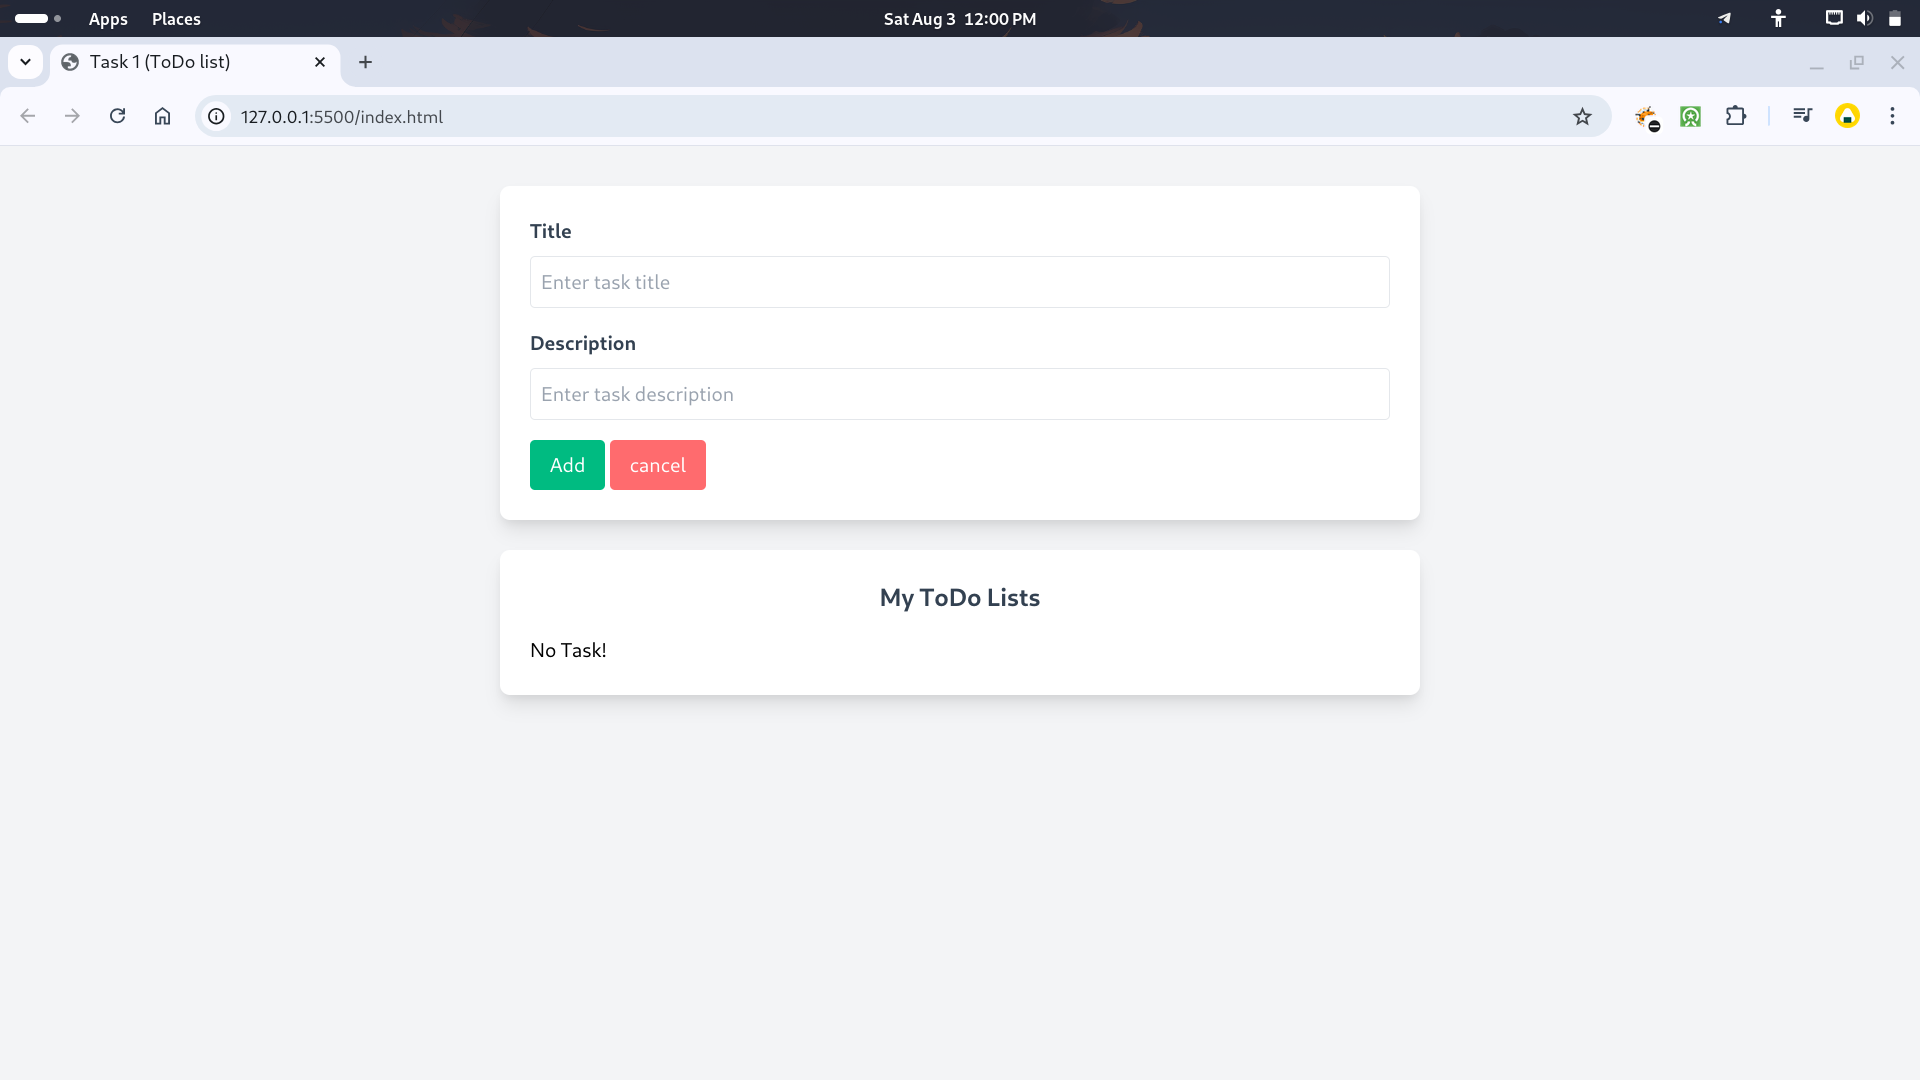 Apps Places Sat Aug 3 12:00 PM
Task 1 (ToDo list)
127.0.0.1:5500/index.html
Title
Enter task title
Description
Enter task description
Add cancel
My ToDo Lists
No Task!